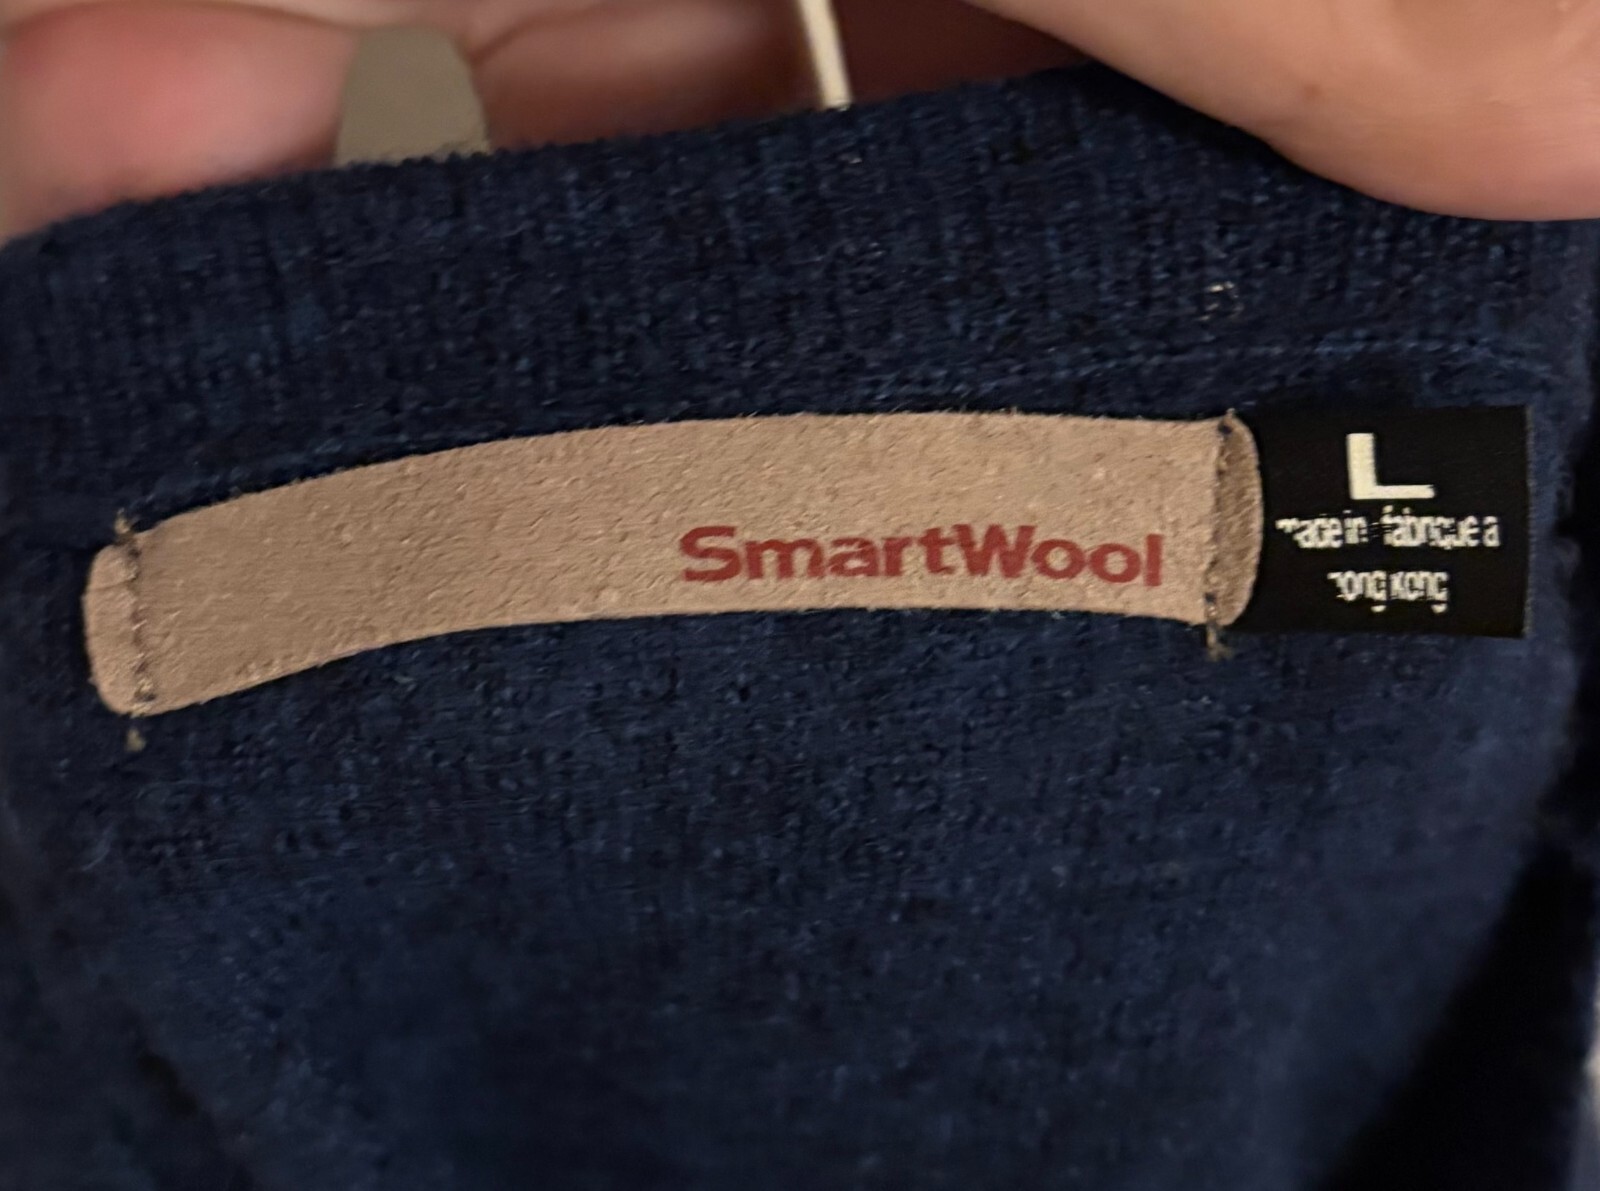 SmartWool
L
made in - fabriqué à
hong kong